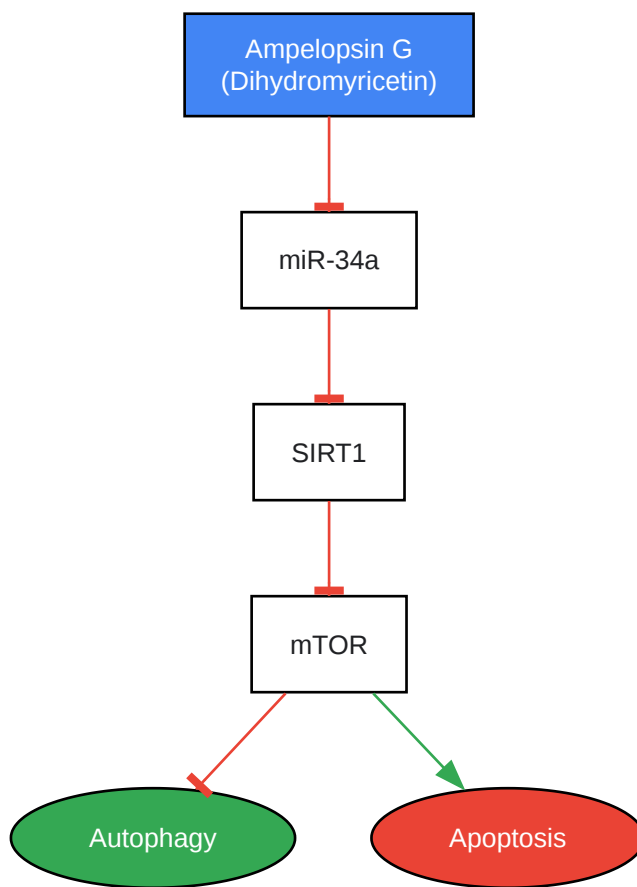 Ampelopsin G
(Dihydromyricetin)
miR-34a
SIRT1
mTOR
Autophagy
Apoptosis